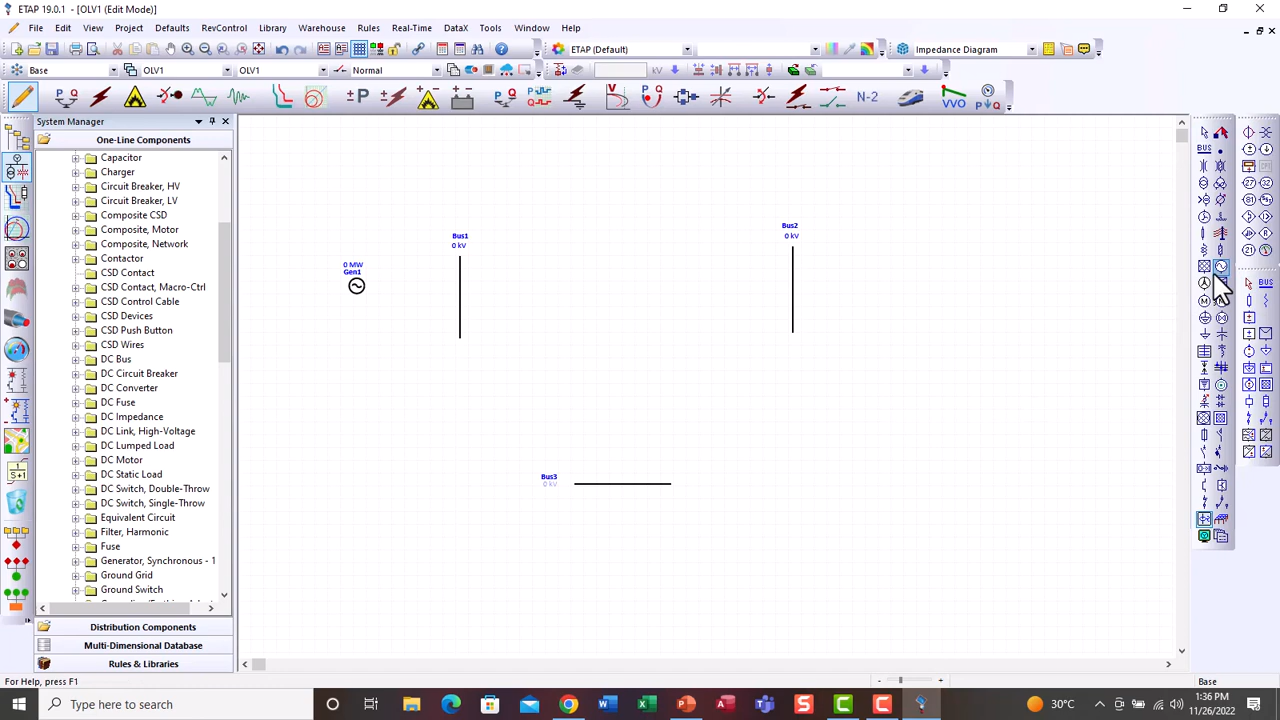 ETAP 19.0.1 - [OLV1 (Edit Mode)]
File Edit View Project Defaults RevControl Library Warehouse Rules Real-Time DataX Tools Window Help
ETAP (Default) Impedance Diagram
Base OLV1 OLV1 Normal kV
P N-2 VVO
System Manager
One-Line Components
Capacitor
Charger
Circuit Breaker, HV
Circuit Breaker, LV
Composite CSD
Composite, Motor
Composite, Network
Contactor
CSD Contact
CSD Contact, Macro-Ctrl
CSD Control Cable
CSD Devices
CSD Push Button
CSD Wires
DC Bus
DC Circuit Breaker
DC Converter
DC Fuse
DC Impedance
DC Link, High-Voltage
DC Lumped Load
DC Motor
DC Static Load
DC Switch, Double-Throw
DC Switch, Single-Throw
Equivalent Circuit
Filter, Harmonic
Fuse
Generator, Synchronous - 1
Ground Grid
Ground Switch
Distribution Components
Multi-Dimensional Database
Rules & Libraries
Bus1
0 kV
0 MW
Gen1
Bus2
0 kV
Bus3
0 kV
BUS
BUS
For Help, press F1
Base
Type here to search
30°C
1:36 PM
11/26/2022